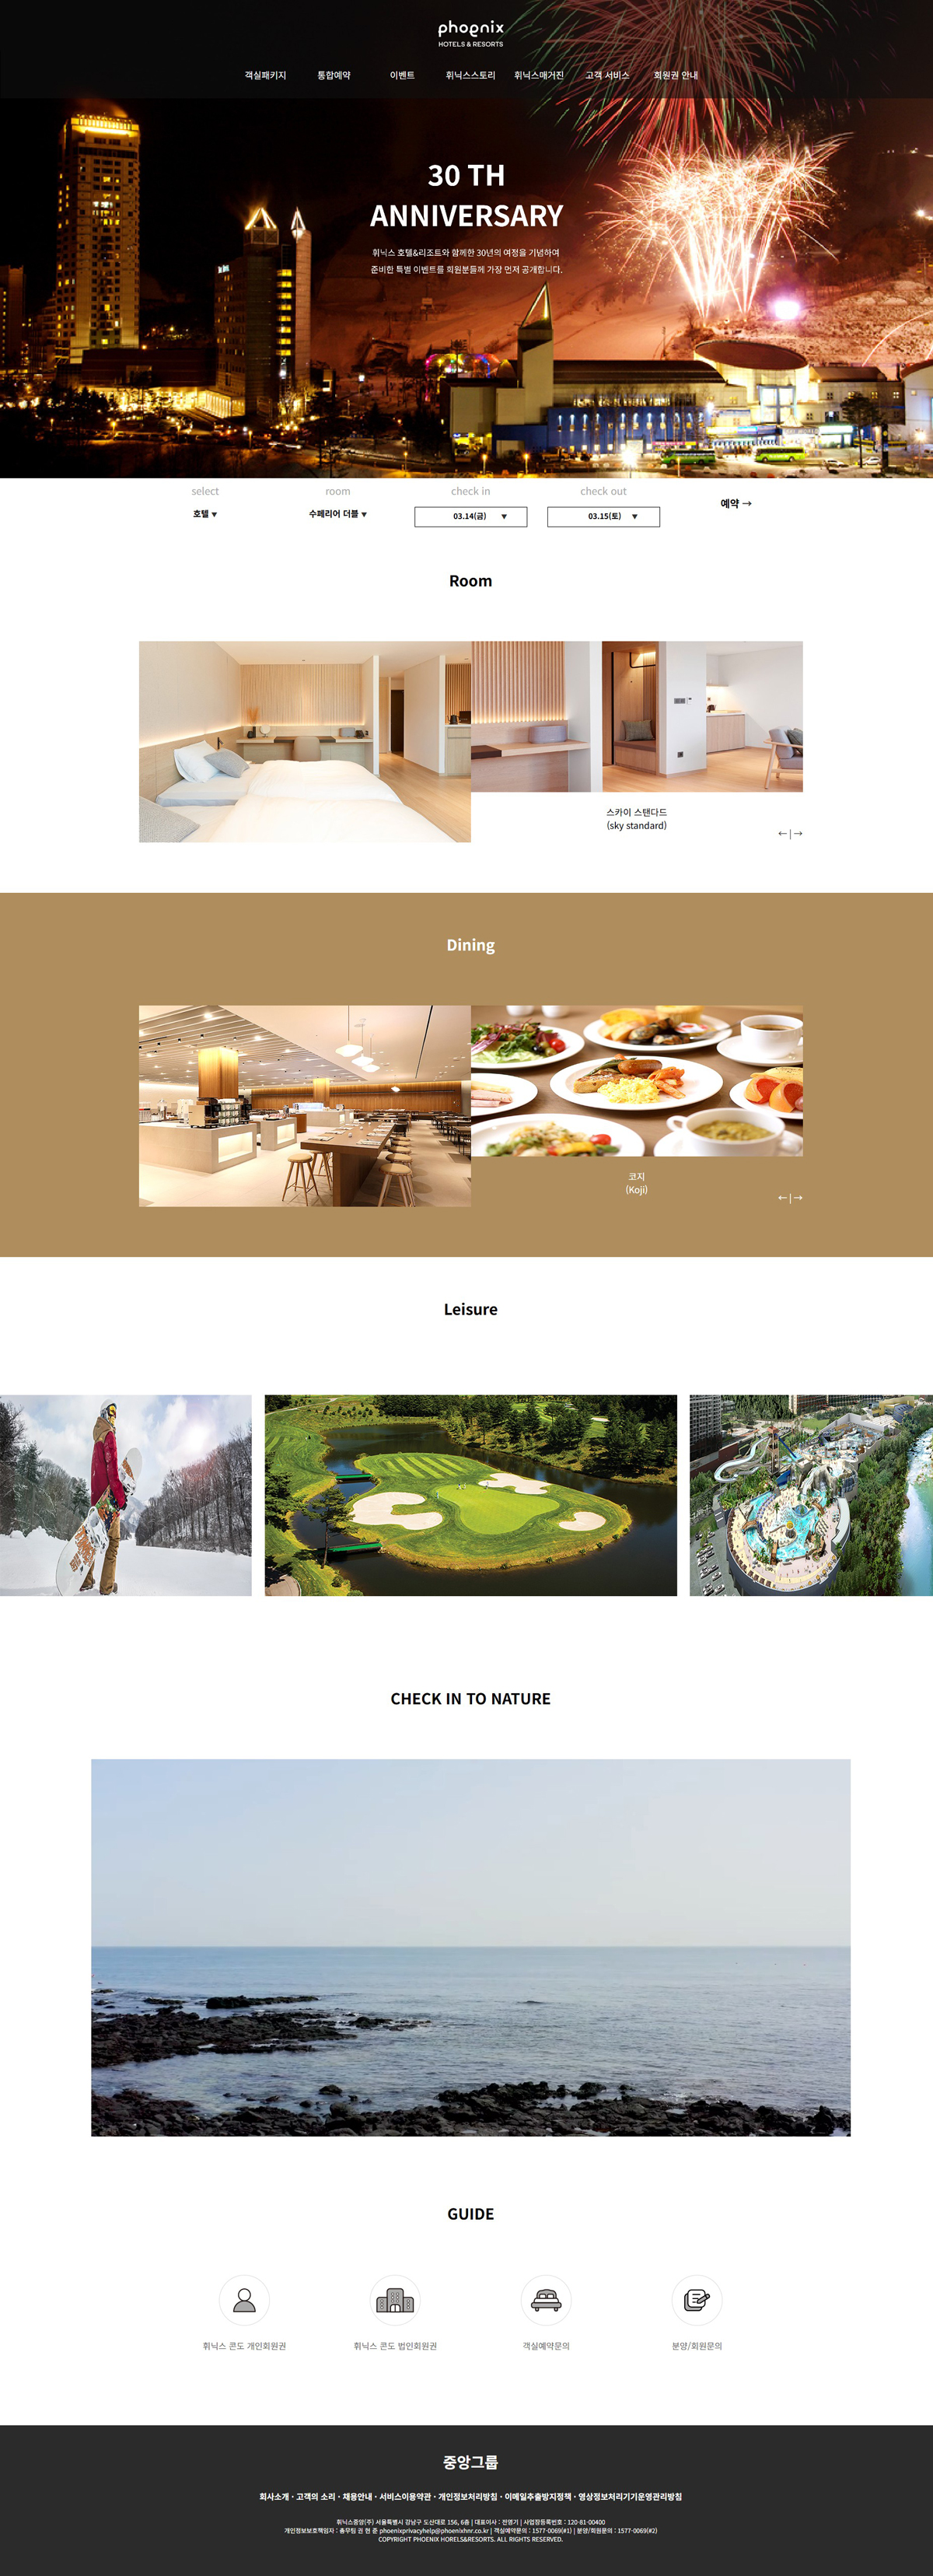 phoenix
HOTELS & RESORTS
객실패키지 통합예약 이벤트 휘닉스스토리 휘닉스매거진 고객 서비스 회원권 안내
30 TH
ANNIVERSARY
휘닉스 호텔&리조트와 함께한 30년의 여정을 기념하여
준비한 특별 이벤트를 회원분들께 가장 먼저 공개합니다.
select room check in check out
호텔 ▼ 수페리어 더블 ▼ 03.14(금) ▼ 03.15(토) ▼ 예약 →
Room
스카이 스탠다드
(sky standard)
← | →
Dining
코지
(Koji)
← | →
Leisure
CHECK IN TO NATURE
GUIDE
휘닉스 콘도 개인회원권 휘닉스 콘도 법인회원권 객실예약문의 분양/회원문의
중앙그룹
회사소개 · 고객의 소리 · 채용안내 · 서비스이용약관 · 개인정보처리방침 · 이메일추출방지정책 · 영상정보처리기기운영관리방침
휘닉스중앙(주) 서울특별시 강남구 도산대로 156, 6층 | 대표이사 : 진영기 | 사업장등록번호 : 120-81-00400
개인정보보호책임자 : 총무팀 권 현 준 phoenixprivacyhelp@phoenixhnr.co.kr | 객실예약문의 : 1577-0069(#1) | 분양/회원문의 : 1577-0069(#2)
COPYRIGHT PHOENIX HORELS&RESORTS. ALL RIGHTS RESERVED.